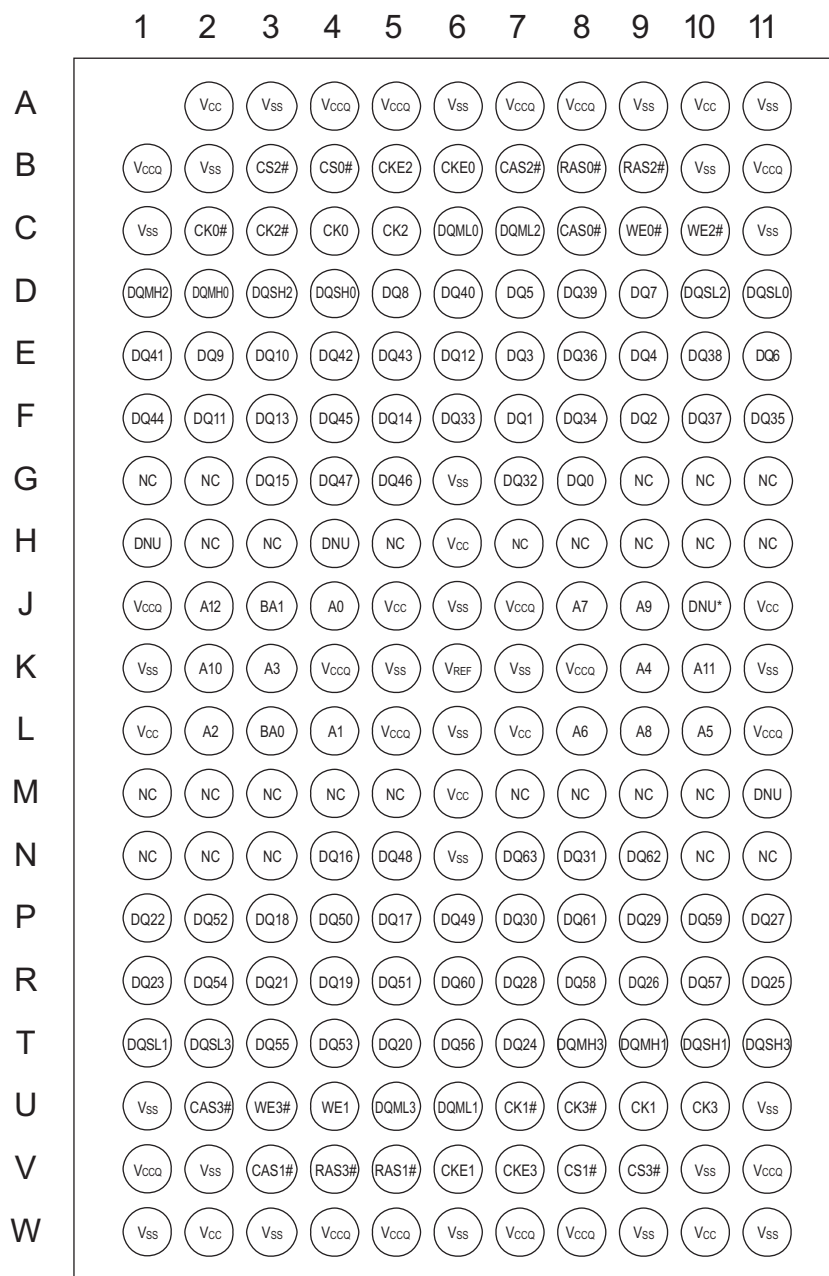 1 2 3 4 5 6 7 8 9 10 11
A VCC VSS VCCQ VCCQ VSS VCCQ VCCQ VSS VCC VSS
B VCCQ VSS CS2# CS0# CKE2 CKE0 CAS2# RAS0# RAS2# VSS VCCQ
C VSS CK0# CK2# CK0 CK2 DQML0 DQML2 CAS0# WE0# WE2# VSS
D DQMH2 DQMH0 DQSH2 DQSH0 DQ8 DQ40 DQ5 DQ39 DQ7 DQSL2 DQSL0
E DQ41 DQ9 DQ10 DQ42 DQ43 DQ12 DQ3 DQ36 DQ4 DQ38 DQ6
F DQ44 DQ11 DQ13 DQ45 DQ14 DQ33 DQ1 DQ34 DQ2 DQ37 DQ35
G NC NC DQ15 DQ47 DQ46 VSS DQ32 DQ0 NC NC NC
H DNU NC NC DNU NC VCC NC NC NC NC NC
J VCCQ A12 BA1 A0 VCC VSS VCCQ A7 A9 DNU* VCC
K VSS A10 A3 VCCQ VSS VREF VSS VCCQ A4 A11 VSS
L VCC A2 BA0 A1 VCCQ VSS VCC A6 A8 A5 VCCQ
M NC NC NC NC NC VCC NC NC NC NC DNU
N NC NC NC DQ16 DQ48 VSS DQ63 DQ31 DQ62 NC NC
P DQ22 DQ52 DQ18 DQ50 DQ17 DQ49 DQ30 DQ61 DQ29 DQ59 DQ27
R DQ23 DQ54 DQ21 DQ19 DQ51 DQ60 DQ28 DQ58 DQ26 DQ57 DQ25
T DQSL1 DQSL3 DQ55 DQ53 DQ20 DQ56 DQ24 DQMH3 DQMH1 DQSH1 DQSH3
U VSS CAS3# WE3# WE1 DQML3 DQML1 CK1# CK3# CK1 CK3 VSS
V VCCQ VSS CAS1# RAS3# RAS1# CKE1 CKE3 CS1# CS3# VSS VCCQ
W VSS VCC VSS VCCQ VCCQ VSS VCCQ VCCQ VSS VCC VSS